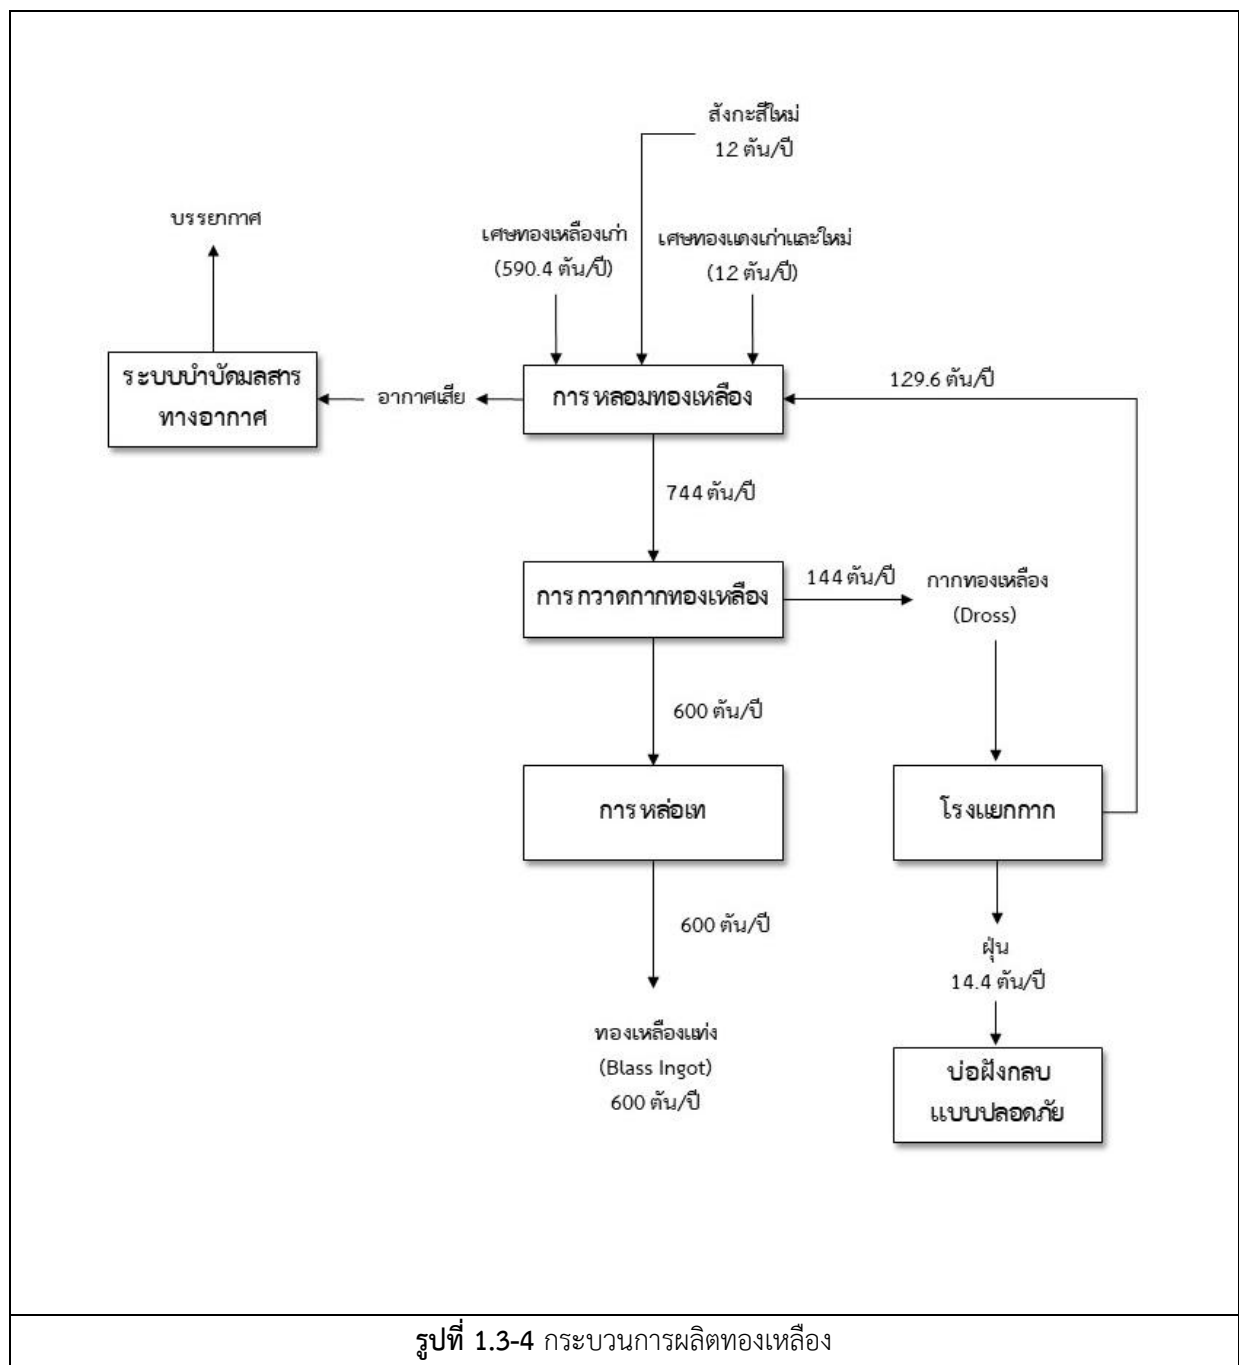 สังกะสีใหม่
12 ตัน/ปี
บรรยากาศ
เศษทองเหลืองเก่า
(590.4 ตัน/ปี)
เศษทองแดงเก่าและใหม่
(12 ตัน/ปี)
ระบบบำบัดมลสาร
ทางอากาศ
อากาศเสีย
การหลอมทองเหลือง
129.6 ตัน/ปี
744 ตัน/ปี
การกวาดกากทองเหลือง
144 ตัน/ปี
กากทองเหลือง
(Dross)
600 ตัน/ปี
การหล่อเท
โรงแยกกาก
600 ตัน/ปี
ฝุ่น
14.4 ตัน/ปี
ทองเหลืองแท่ง
(Blass Ingot)
600 ตัน/ปี
บ่อฝังกลบ
แบบปลอดภัย
รูปที่ 1.3-4 กระบวนการผลิตทองเหลือง